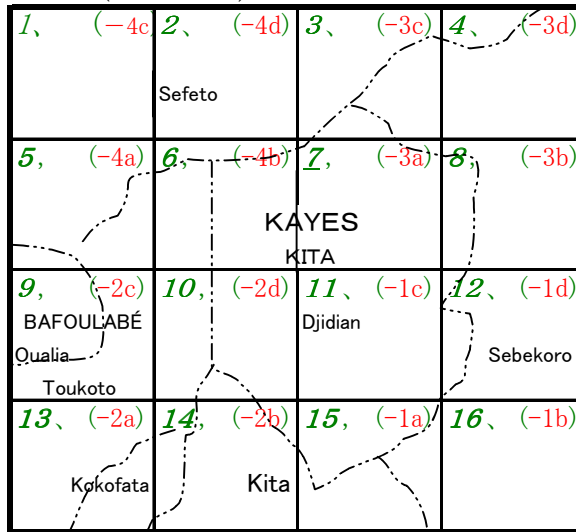 1、 (-4c) 2、 (-4d) 3、 (-3c) 4、 (-3d)
Sefeto
5, (-4a) 6, (-4b) 7, (-3a) 8, (-3b)
KAYES
KITA
9, (-2c) 10, (-2d) 11、 (-1c) 12、 (-1d)
BAFOULABÉ Djidian
Oualia Sebekoro
Toukoto
13、 (-2a) 14, (-2b) 15, (-1a) 16、 (-1b)
Kokofata Kita